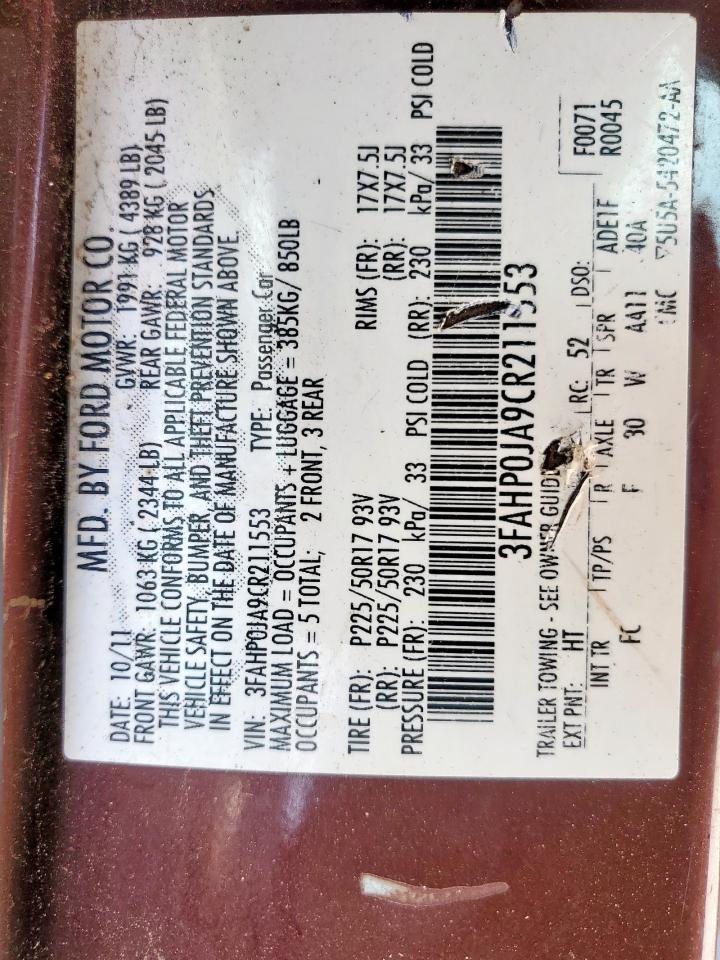 MFD. BY FORD MOTOR CO.
DATE: 10/11 GVWR: 1991 KG ( 4389 LB)
FRONT GAWR: 1063 KG ( 2344 LB) REAR GAWR: 928 KG ( 2045 LB)
THIS VEHICLE CONFORMS TO ALL APPLICABLE FEDERAL MOTOR
VEHICLE SAFETY, BUMPER, AND THEFT PREVENTION STANDARDS
IN EFFECT ON THE DATE OF MANUFACTURE SHOWN ABOVE.
VIN: 3FAHP0JA9CR211553 TYPE: Passenger Car
MAXIMUM LOAD = OCCUPANTS + LUGGAGE = 385KG/ 850LB
OCCUPANTS = 5 TOTAL, 2 FRONT, 3 REAR
TIRE (FR): P225/50R17 93V RIMS (FR): 17X7.5J
(RR): P225/50R17 93V (RR): 17X7.5J
PRESSURE (FR): 230 kPa/ 33 PSI COLD (RR): 230 kPa/ 33 PSI COLD
3FAHP0JA9CR211553
TRAILER TOWING - SEE OWNER GUIDE
EXT PNT: HT RC: 52 DSO: F0071
R0045
INT TR TP/PS R AXLE TR SPR ADE1F
FC F 30 W AA11 40A
CMC 5U5A-5420472-AA